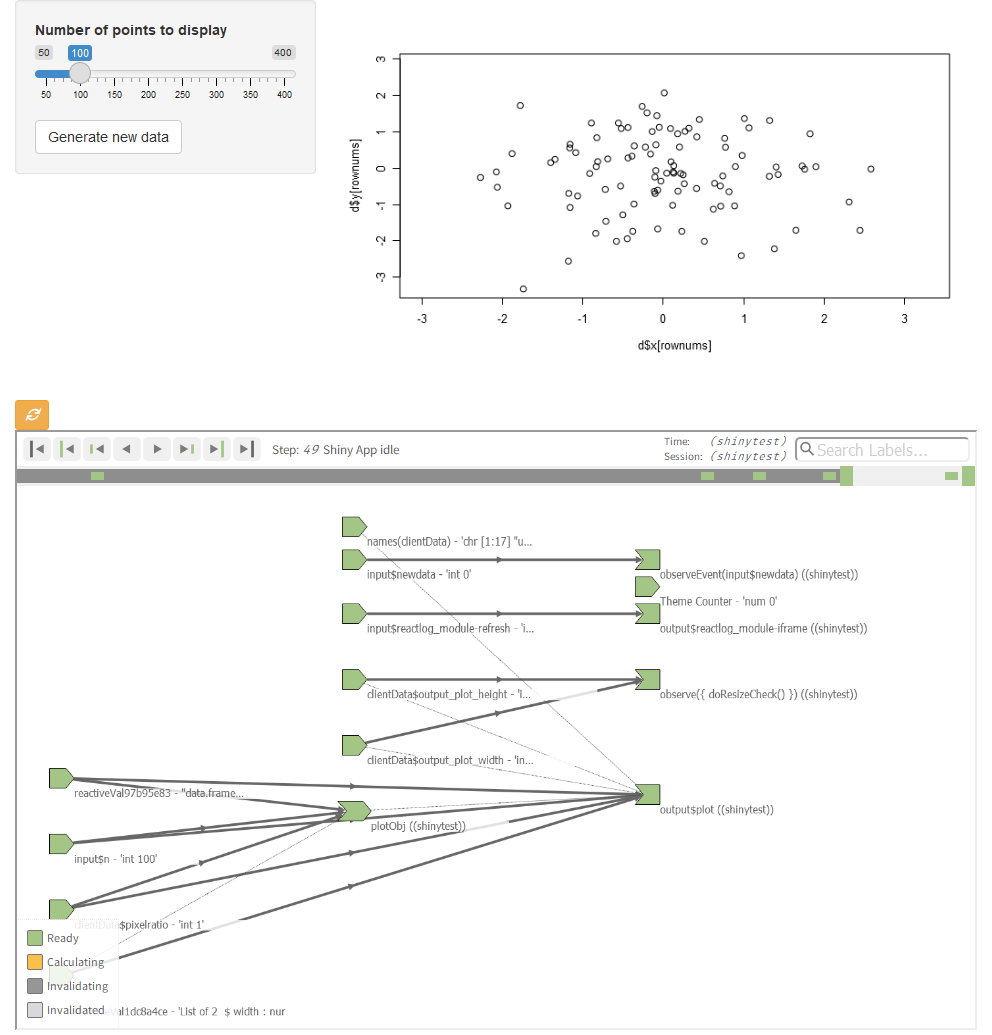 Number of points to display
50 100 400
50 100 150 200 250 300 350 400
Generate new data
3
2
1
0
-1
-2
-3
d$y[rownums]
-3 -2 -1 0 1 2 3
d$x[rownums]
Step: 49 Shiny App idle
Time: (shinytest)
Session: (shinytest)
Search Labels...
names(clientData) - 'chr [1:17] "u...
input$newdata - 'int 0'
observeEvent(input$newdata) ((shinytest))
Theme Counter - 'num 0'
input$reactlog_module-refresh - 'i...
output$reactlog_module-iframe ((shinytest))
clientData$output_plot_height - 'i...
observe({ doResizeCheck() }) ((shinytest))
clientData$output_plot_width - 'in...
reactiveVal97b95e83 - "data.frame...
output$plot ((shinytest))
plotObj ((shinytest))
input$n - 'int 100'
clientData$pixelratio - 'int 1'
Ready
Calculating
Invalidating
Invalidated
val1dc8a4ce - 'List of 2 $ width : nur